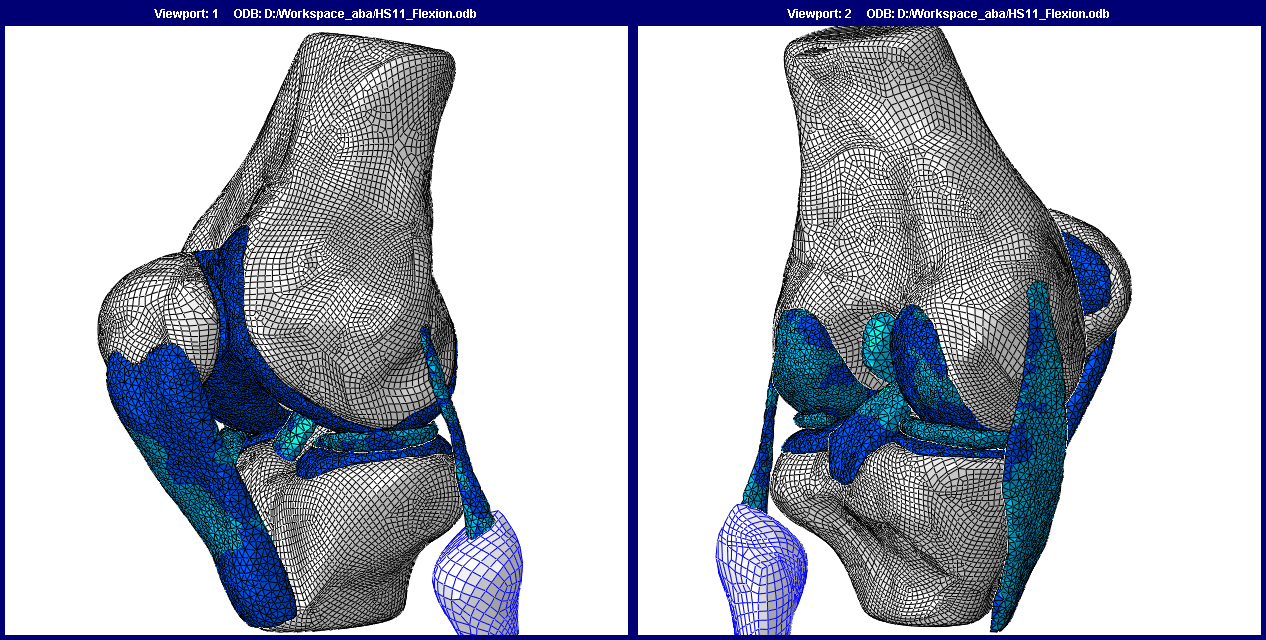 Viewport: 1 ODB: D:/Workspace_aba/HS11_Flexion.odb
Viewport: 2 ODB: D:/Workspace_aba/HS11_Flexion.odb